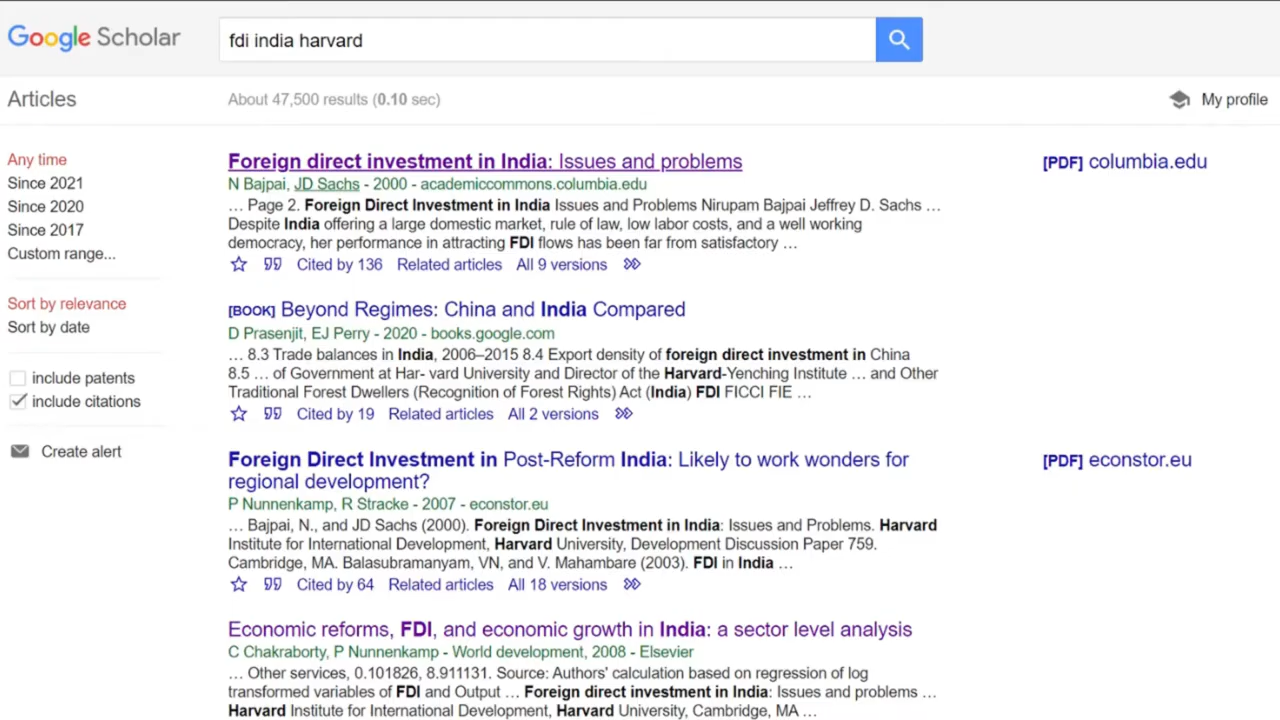 Google Scholar
fdi india harvard
Articles
About 47,500 results (0.10 sec)
My profile
Any time
Since 2021
Since 2020
Since 2017
Custom range...
Sort by relevance
Sort by date
include patents
include citations
Create alert
Foreign direct investment in India: Issues and problems
[PDF] columbia.edu
N Bajpai, JD Sachs - 2000 - academiccommons.columbia.edu
… Page 2. Foreign Direct Investment in India Issues and Problems Nirupam Bajpai Jeffrey D. Sachs …
Despite India offering a large domestic market, rule of law, low labor costs, and a well working
democracy, her performance in attracting FDI flows has been far from satisfactory …
Cited by 136 Related articles All 9 versions
[BOOK] Beyond Regimes: China and India Compared
D Prasenjit, EJ Perry - 2020 - books.google.com
… 8.3 Trade balances in India, 2006–2015 8.4 Export density of foreign direct investment in China
8.5 … of Government at Har- vard University and Director of the Harvard-Yenching Institute … and Other
Traditional Forest Dwellers (Recognition of Forest Rights) Act (India) FDI FICCI FIE …
Cited by 19 Related articles All 2 versions
Foreign Direct Investment in Post-Reform India: Likely to work wonders for
regional development?
[PDF] econstor.eu
P Nunnenkamp, R Stracke - 2007 - econstor.eu
… Bajpai, N., and JD Sachs (2000). Foreign Direct Investment in India: Issues and Problems. Harvard
Institute for International Development, Harvard University, Development Discussion Paper 759.
Cambridge, MA. Balasubramanyam, VN, and V. Mahambare (2003). FDI in India …
Cited by 64 Related articles All 18 versions
Economic reforms, FDI, and economic growth in India: a sector level analysis
C Chakraborty, P Nunnenkamp - World development, 2008 - Elsevier
… Other services, 0.101826, 8.911131. Source: Authors' calculation based on regression of log
transformed variables of FDI and Output … Foreign direct investment in India: Issues and problems …
Harvard Institute for International Development, Harvard University, Cambridge, MA …